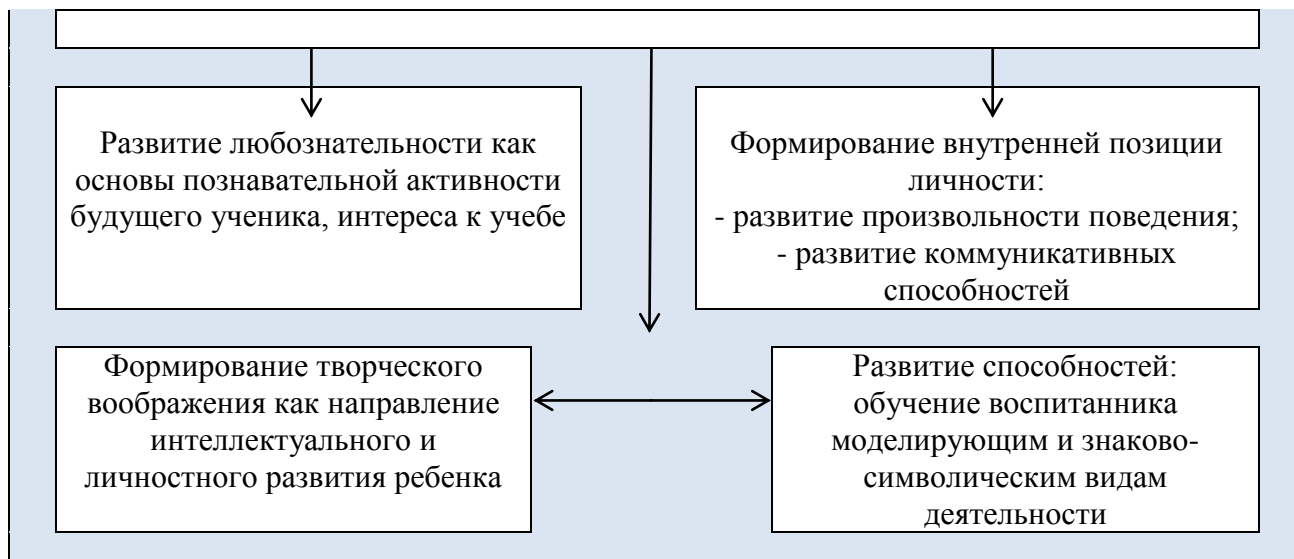 Развитие любознательности как
основы познавательной активности
будущего ученика, интереса к учебе
Формирование внутренней позиции
личности:
- развитие произвольности поведения;
- развитие коммуникативных
способностей
Формирование творческого
воображения как направление
интеллектуального и
личностного развития ребенка
Развитие способностей:
обучение воспитанника
моделирующим и знаково-
символическим видам
деятельности